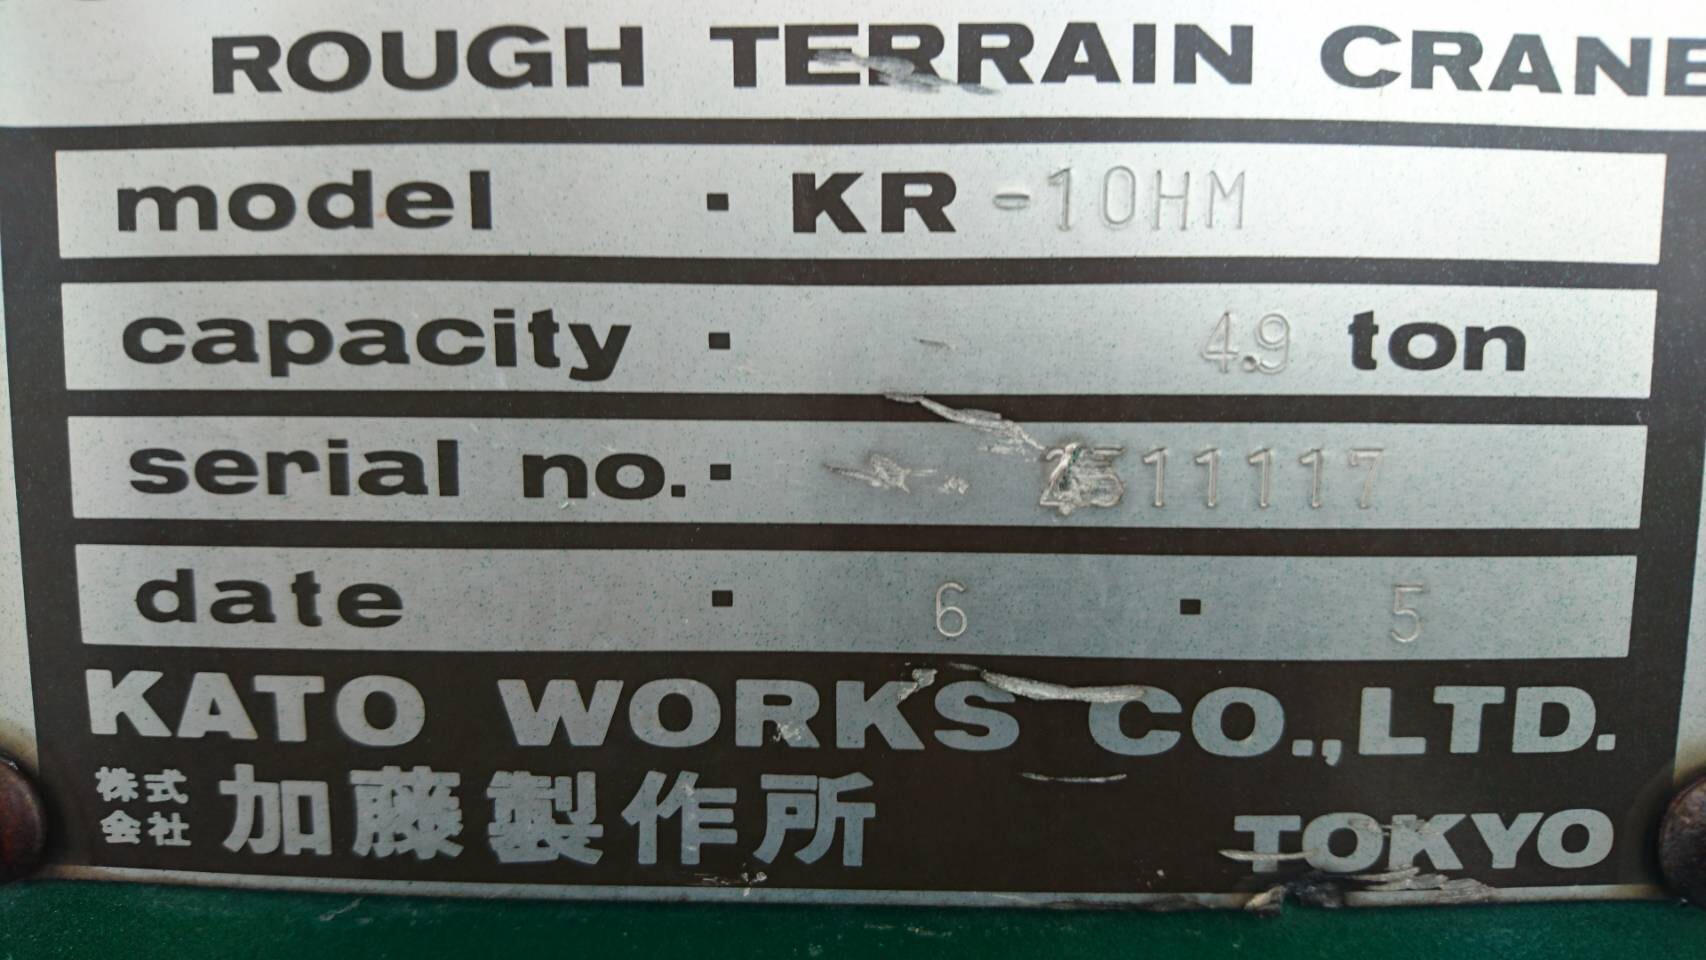 ROUGH TERRAIN CRANE
model · KR-10HM
capacity · 4.9 ton
serial no. ·
date · 6 · 5
KATO WORKS CO.,LTD.
株式会社 加藤製作所
TOKYO